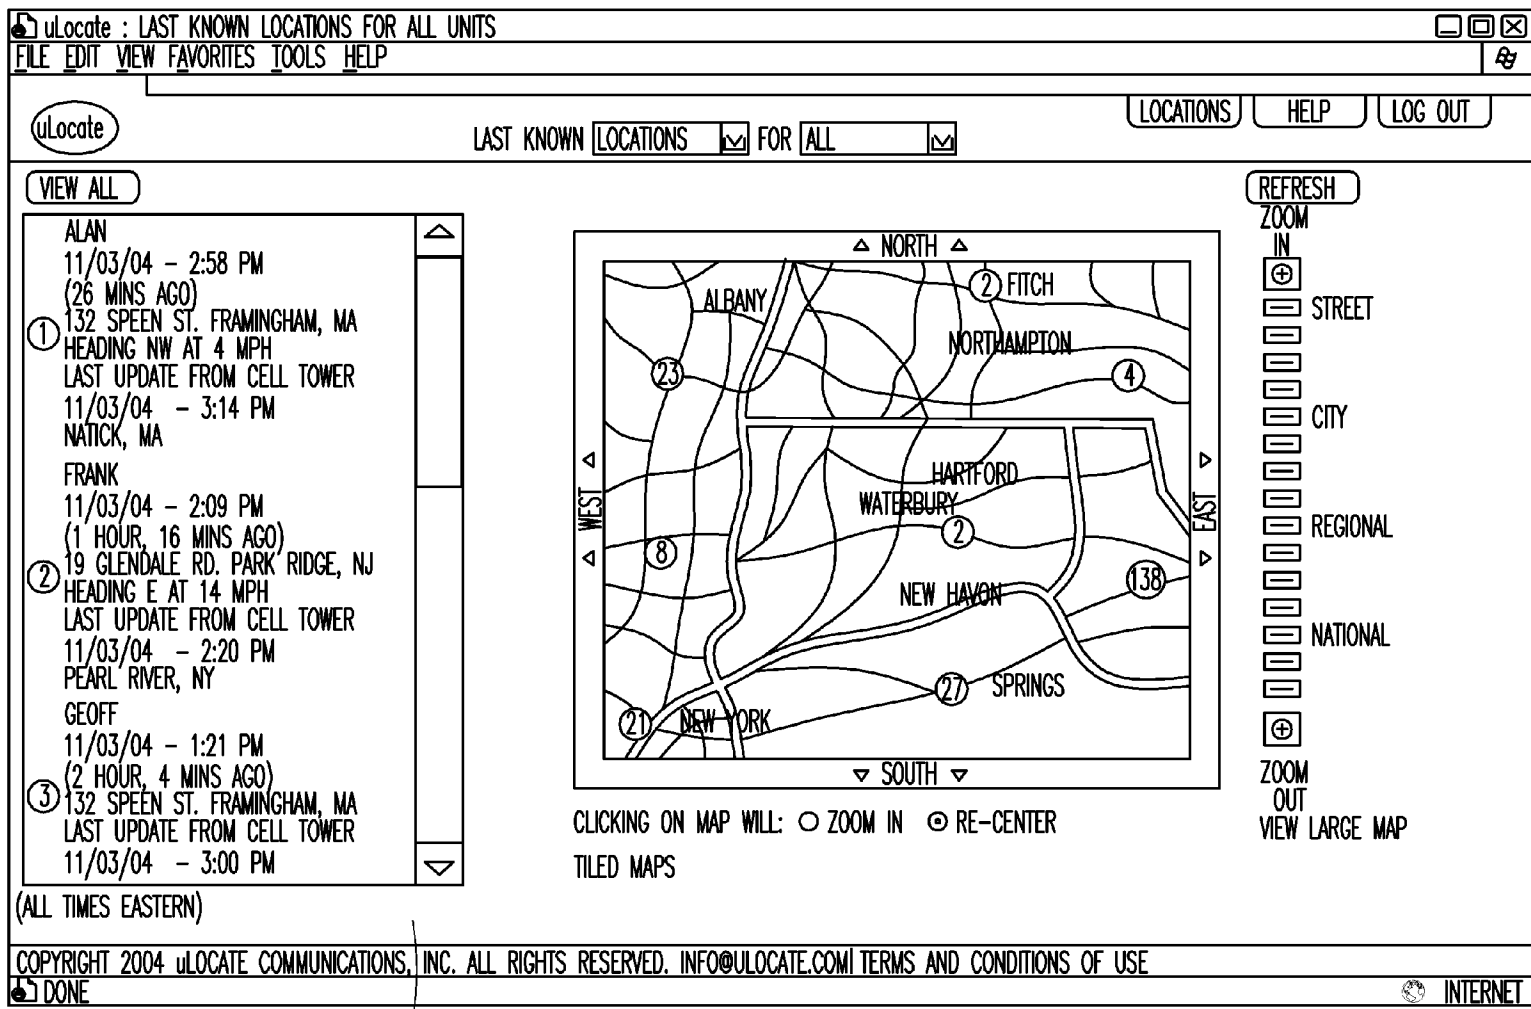 uLocate : LAST KNOWN LOCATIONS FOR ALL UNITS
FILE EDIT VIEW FAVORITES TOOLS HELP
uLocate
LAST KNOWN LOCATIONS FOR ALL
LOCATIONS HELP LOG OUT
VIEW ALL
ALAN
11/03/04 - 2:58 PM
(26 MINS AGO)
1 132 SPEEN ST. FRAMINGHAM, MA
HEADING NW AT 4 MPH
LAST UPDATE FROM CELL TOWER
11/03/04 - 3:14 PM
NATICK, MA
FRANK
11/03/04 - 2:09 PM
(1 HOUR, 16 MINS AGO)
2 19 GLENDALE RD. PARK RIDGE, NJ
HEADING E AT 14 MPH
LAST UPDATE FROM CELL TOWER
11/03/04 - 2:20 PM
PEARL RIVER, NY
GEOFF
11/03/04 - 1:21 PM
(2 HOUR, 4 MINS AGO)
3 132 SPEEN ST. FRAMINGHAM, MA
LAST UPDATE FROM CELL TOWER
11/03/04 - 3:00 PM
(ALL TIMES EASTERN)
NORTH
2 FITCH
ALBANY
NORTHAMPTON
23
4
HARTFORD
WATERBURY
WEST
EAST
2
8
138
NEW HAVON
27 SPRINGS
21 NEW YORK
SOUTH
CLICKING ON MAP WILL: ZOOM IN RE-CENTER
TILED MAPS
REFRESH
ZOOM
IN
STREET
CITY
REGIONAL
NATIONAL
ZOOM
OUT
VIEW LARGE MAP
COPYRIGHT 2004 uLOCATE COMMUNICATIONS, INC. ALL RIGHTS RESERVED. INFO@ULOCATE.COM| TERMS AND CONDITIONS OF USE
DONE
INTERNET